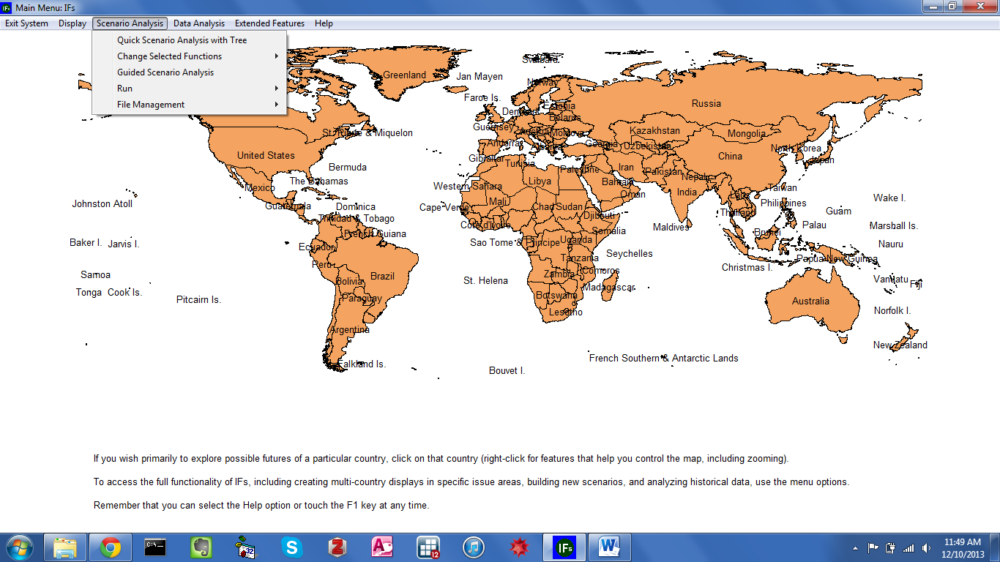 Main Menu: IFs
Exit System Display Scenario Analysis Data Analysis Extended Features Help
Quick Scenario Analysis with Tree
Change Selected Functions
Guided Scenario Analysis
Run
File Management
Greenland
Jan Mayen
Svalbard
Norway
Faroe Is.
Russia
Estonia
Belarus
Guernsey
Moldova
Kazakhstan
Mongolia
St. Pierre & Miquelon
Andorra
Albania
Georgia
Uzbekistan
North Korea
United States
China
Japan
Gibraltar
Tunisia
Bermuda
Palestine
Iran
Pakistan
Nepal
The Bahamas
Mexico
Western Sahara
Libya
Bahrain
Taiwan
Oman
India
Laos
Wake I.
Johnston Atoll
Guatemala
Dominica
Cape Verde
Mali
Chad
Sudan
Philippines
Thailand
Guam
Djibouti
Trinidad & Tobago
Cote d'Ivoire
Maldives
Palau
Marshall Is.
French Guiana
Somalia
Brunei
Baker I.
Jarvis I.
Sao Tome & Principe
Uganda
Nauru
Ecuador
Seychelles
Tanzania
Papua New Guinea
Peru
Christmas I.
Samoa
Bolivia
Brazil
St. Helena
Zambia
Comoros
Vanuatu
Fiji
Tonga
Cook Is.
Pitcairn Is.
Paraguay
Botswana
Madagascar
Australia
Lesotho
Norfolk I.
Argentina
New Zealand
Falkland Is.
French Southern & Antarctic Lands
Bouvet I.
If you wish primarily to explore possible futures of a particular country, click on that country (right-click for features that help you control the map, including zooming).
To access the full functionality of IFs, including creating multi-country displays in specific issue areas, building new scenarios, and analyzing historical data, use the menu options.
Remember that you can select the Help option or touch the F1 key at any time.
C:\
32
12
IFs
11:49 AM
12/10/2013